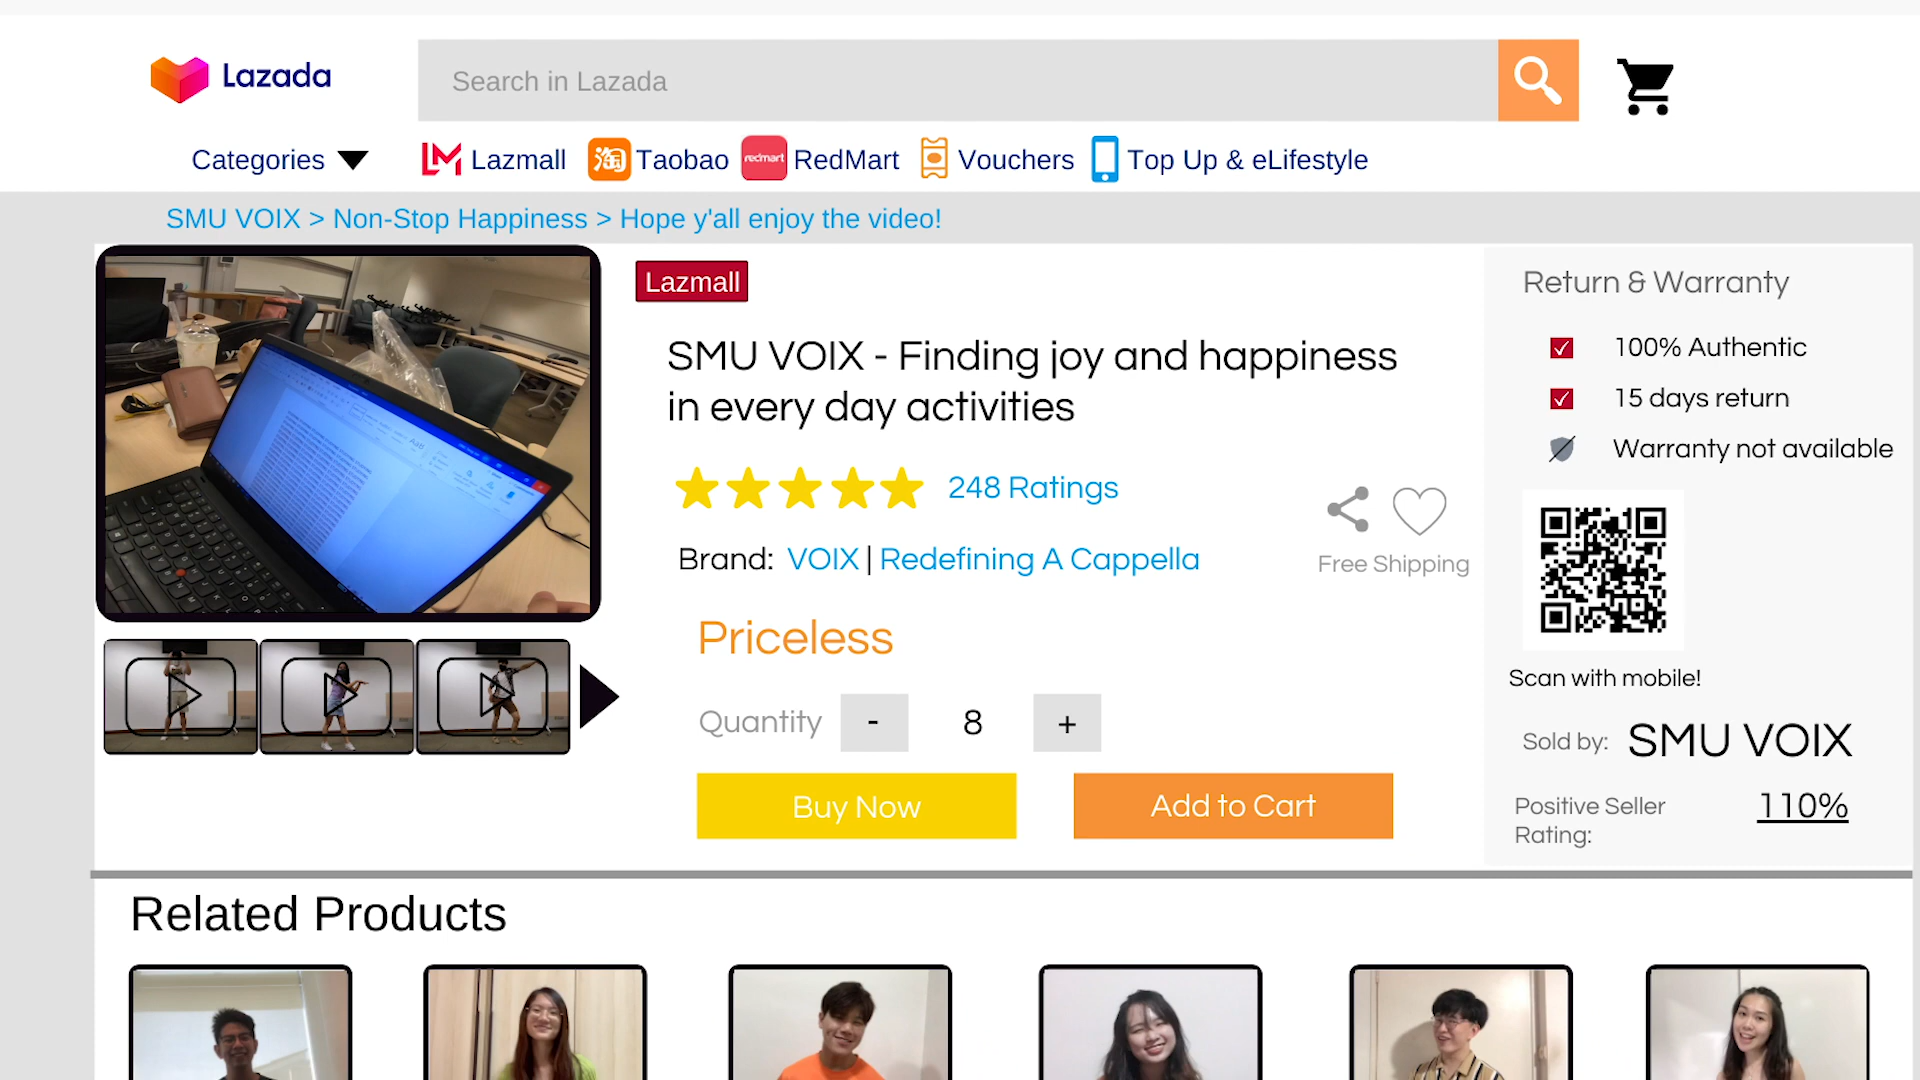 Lazada
Search in Lazada
Categories
Lazmall
淘
Taobao
redmart
RedMart
Vouchers
Top Up & eLifestyle
SMU VOIX > Non-Stop Happiness > Hope y'all enjoy the video!
Lazmall
SMU VOIX - Finding joy and happiness
in every day activities
248 Ratings
Brand: VOIX | Redefining A Cappella
Free Shipping
Priceless
Quantity - 8 +
Buy Now
Add to Cart
Return & Warranty
100% Authentic
15 days return
Warranty not available
Scan with mobile!
Sold by: SMU VOIX
Positive Seller
Rating:
110%
Related Products